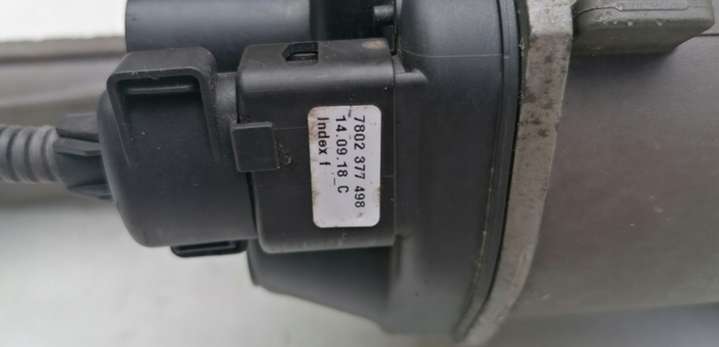 7802 377 498
14.09.18_C
Index f